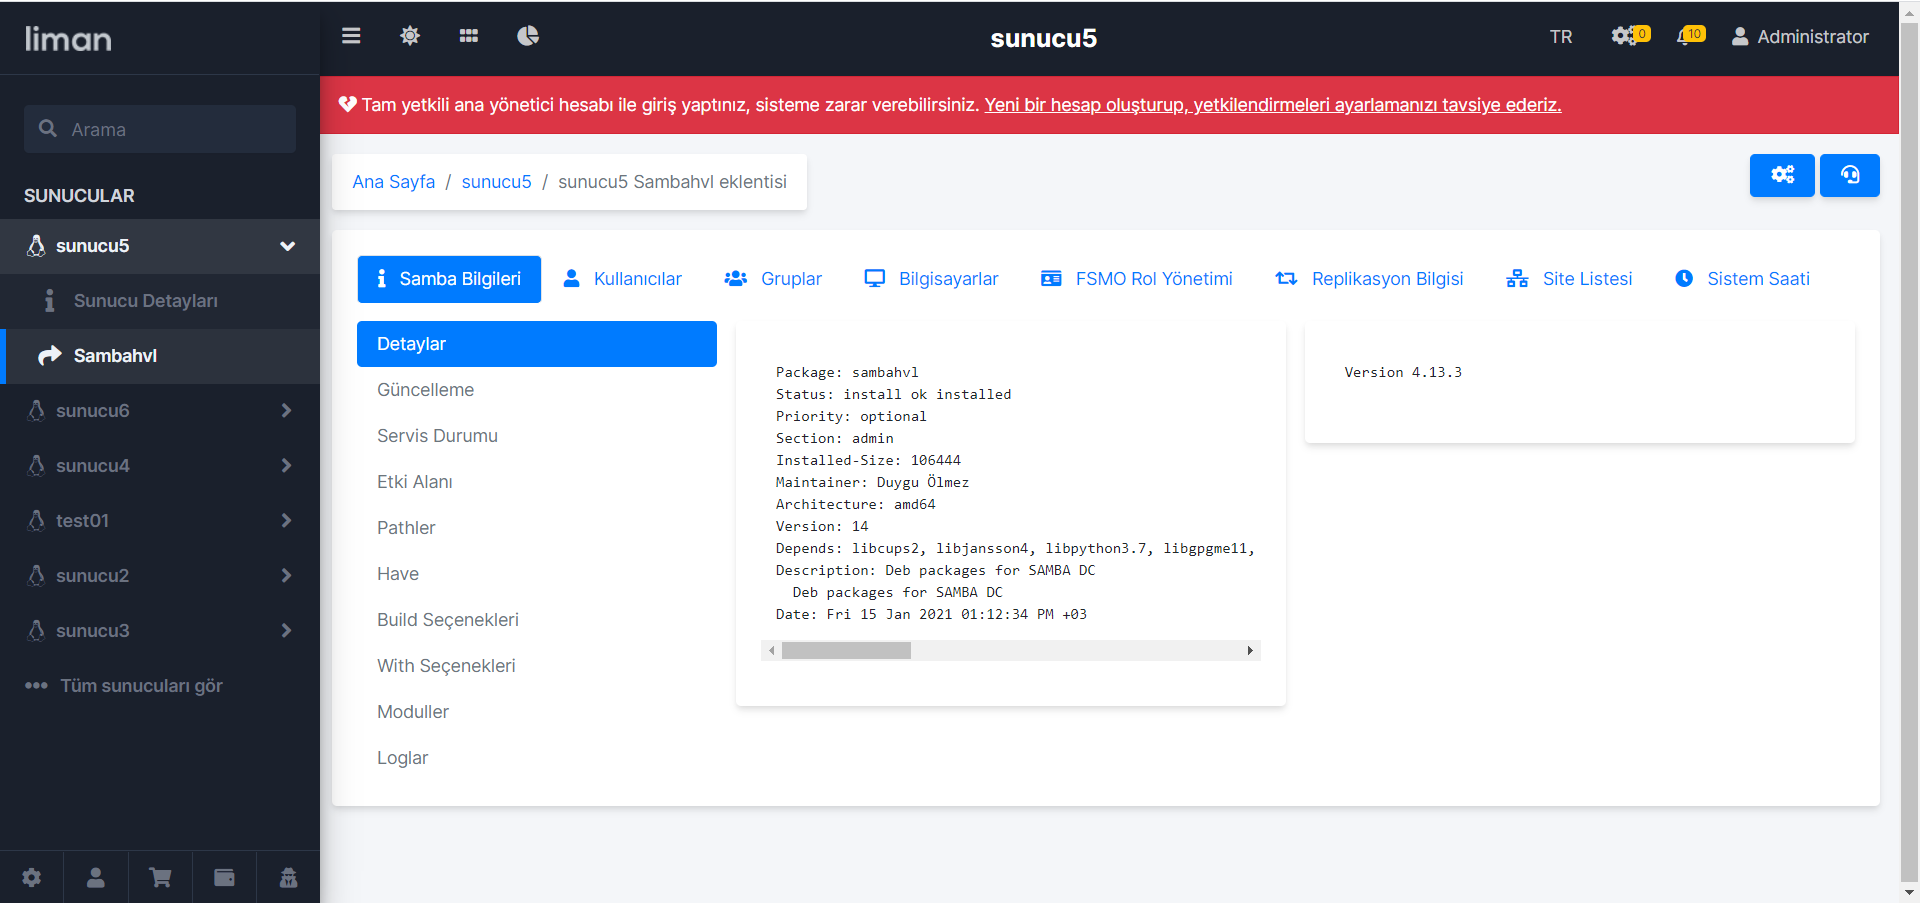 liman
sunucu5
TR
0
10
Administrator
Tam yetkili ana yönetici hesabı ile giriş yaptınız, sisteme zarar verebilirsiniz. Yeni bir hesap oluşturup, yetkilendirmeleri ayarlamanızı tavsiye ederiz.
Arama
SUNUCULAR
sunucu5
Sunucu Detayları
Sambahvl
sunucu6
sunucu4
test01
sunucu2
sunucu3
Tüm sunucuları gör
Ana Sayfa / sunucu5 / sunucu5 Sambahvl eklentisi
Samba Bilgileri
Kullanıcılar
Gruplar
Bilgisayarlar
FSMO Rol Yönetimi
Replikasyon Bilgisi
Site Listesi
Sistem Saati
Detaylar
Güncelleme
Servis Durumu
Etki Alanı
Pathler
Have
Build Seçenekleri
With Seçenekleri
Moduller
Loglar
Package: sambahvl
Status: install ok installed
Priority: optional
Section: admin
Installed-Size: 106444
Maintainer: Duygu Ölmez
Architecture: amd64
Version: 14
Depends: libcups2, libjansson4, libpython3.7, libgpgme11,
Description: Deb packages for SAMBA DC
Deb packages for SAMBA DC
Date: Fri 15 Jan 2021 01:12:34 PM +03
Version 4.13.3